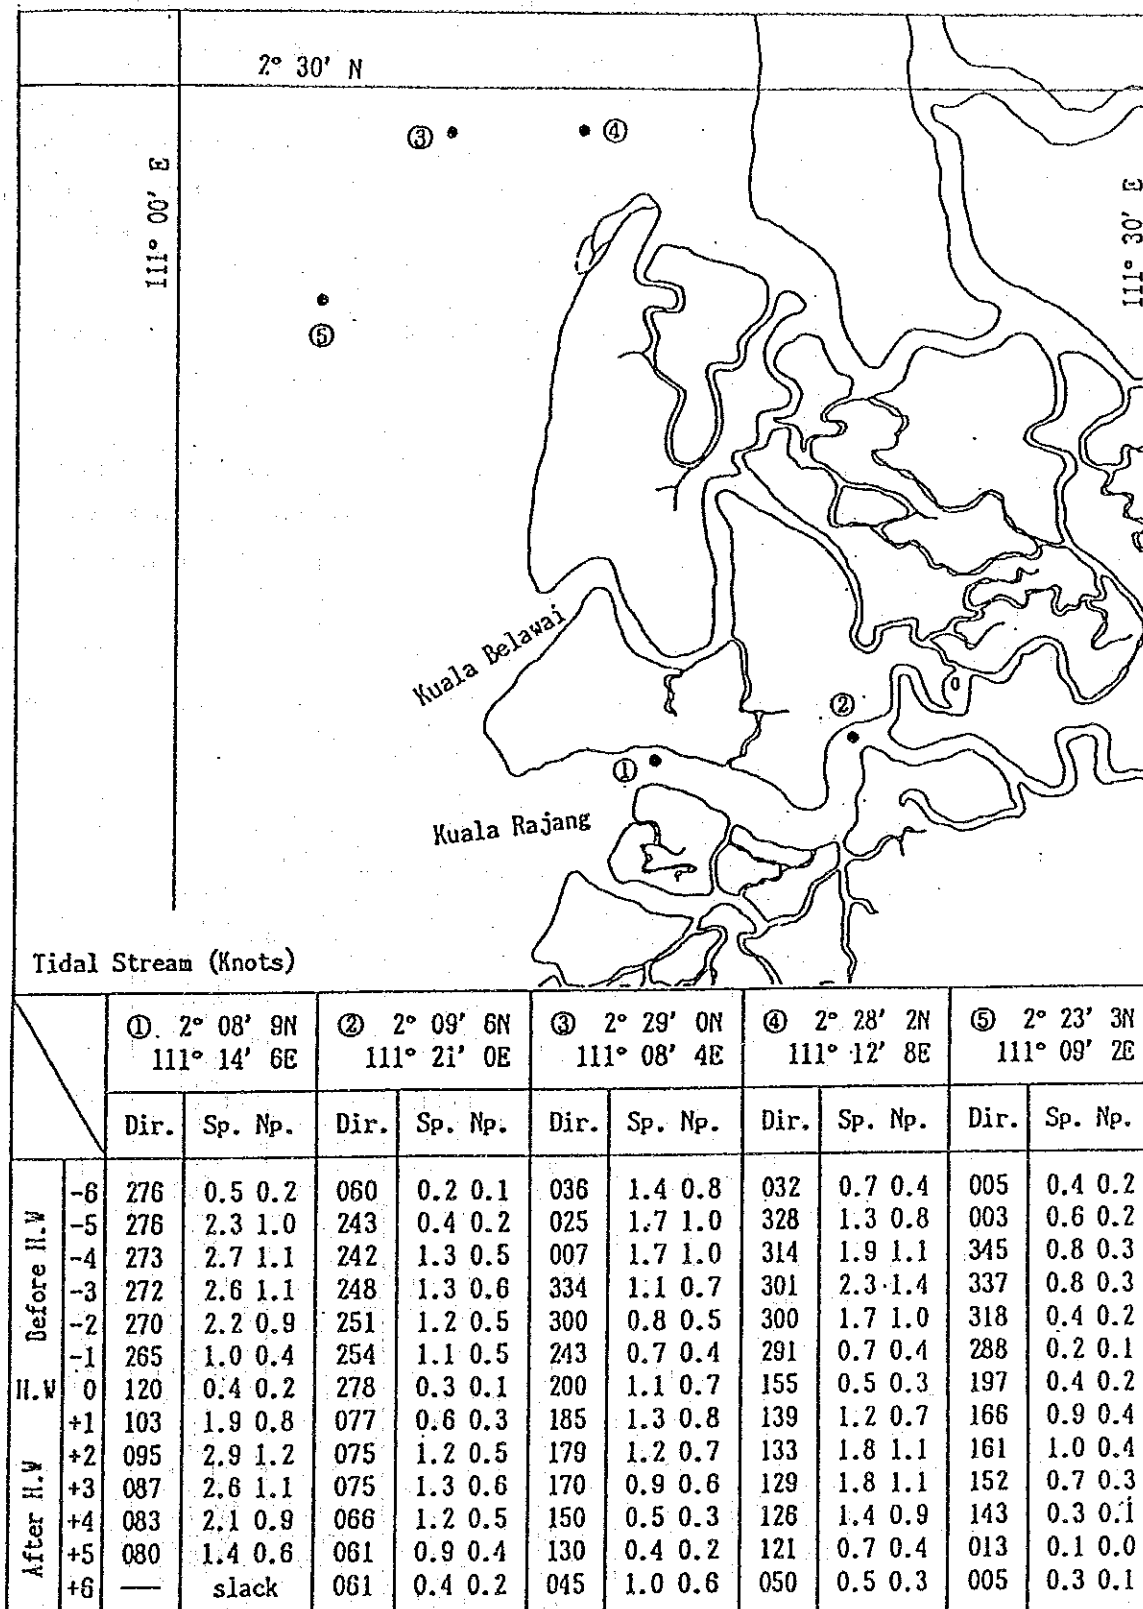 2° 30' N
③ ④
111° 00' E
111° 30' E
⑤
Kuala Belawai
②
①
Kuala Rajang
Tidal Stream (Knots)
①. 2° 08' 9N ② 2° 09' 6N ③ 2° 29' 0N ④ 2° 28' 2N ⑤ 2° 23' 3N
111° 14' 6E 111° 21' 0E 111° 08' 4E 111° 12' 8E 111° 09' 2E
Dir. Sp. Np. Dir. Sp. Np. Dir. Sp. Np. Dir. Sp. Np. Dir. Sp. Np.
Before H.W
-6 276 0.5 0.2 060 0.2 0.1 036 1.4 0.8 032 0.7 0.4 005 0.4 0.2
-5 276 2.3 1.0 243 0.4 0.2 025 1.7 1.0 328 1.3 0.8 003 0.6 0.2
-4 273 2.7 1.1 242 1.3 0.5 007 1.7 1.0 314 1.9 1.1 345 0.8 0.3
-3 272 2.6 1.1 248 1.3 0.6 334 1.1 0.7 301 2.3 1.4 337 0.8 0.3
-2 270 2.2 0.9 251 1.2 0.5 300 0.8 0.5 300 1.7 1.0 318 0.4 0.2
-1 265 1.0 0.4 254 1.1 0.5 243 0.7 0.4 291 0.7 0.4 288 0.2 0.1
H.W 0 120 0.4 0.2 278 0.3 0.1 200 1.1 0.7 155 0.5 0.3 197 0.4 0.2
After H.W
+1 103 1.9 0.8 077 0.6 0.3 185 1.3 0.8 139 1.2 0.7 166 0.9 0.4
+2 095 2.9 1.2 075 1.2 0.5 179 1.2 0.7 133 1.8 1.1 161 1.0 0.4
+3 087 2.6 1.1 075 1.3 0.6 170 0.9 0.6 129 1.8 1.1 152 0.7 0.3
+4 083 2.1 0.9 066 1.2 0.5 150 0.5 0.3 126 1.4 0.9 143 0.3 0.1
+5 080 1.4 0.6 061 0.9 0.4 130 0.4 0.2 121 0.7 0.4 013 0.1 0.0
+6 — slack 061 0.4 0.2 045 1.0 0.6 050 0.5 0.3 005 0.3 0.1